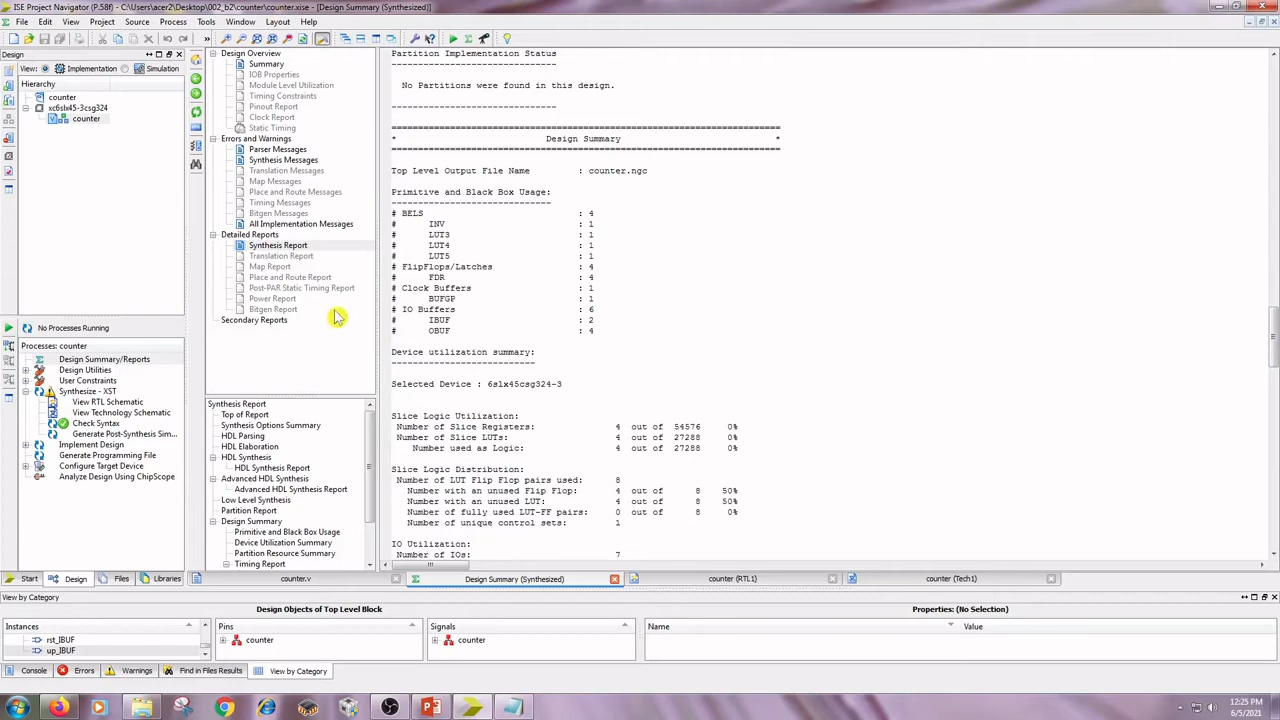 ISE Project Navigator (P.58f) - C:\Users\acer2\Desktop\002_b2\counter\counter.xise - [Design Summary (Synthesized)]
File Edit View Project Source Process Tools Window Layout Help
Design
View: Implementation Simulation
Hierarchy
counter
xc6slx45-3csg324
counter
No Processes Running
Processes: counter
Design Summary/Reports
Design Utilities
User Constraints
Synthesize - XST
View RTL Schematic
View Technology Schematic
Check Syntax
Generate Post-Synthesis Sim...
Implement Design
Generate Programming File
Configure Target Device
Analyze Design Using ChipScope
Start Design Files Libraries
Design Overview
Summary
IOB Properties
Module Level Utilization
Timing Constraints
Pinout Report
Clock Report
Static Timing
Errors and Warnings
Parser Messages
Synthesis Messages
Translation Messages
Map Messages
Place and Route Messages
Timing Messages
Bitgen Messages
All Implementation Messages
Detailed Reports
Synthesis Report
Translation Report
Map Report
Place and Route Report
Post-PAR Static Timing Report
Power Report
Bitgen Report
Secondary Reports
Synthesis Report
Top of Report
Synthesis Options Summary
HDL Parsing
HDL Elaboration
HDL Synthesis
HDL Synthesis Report
Advanced HDL Synthesis
Advanced HDL Synthesis Report
Low Level Synthesis
Partition Report
Design Summary
Primitive and Black Box Usage
Device Utilization Summary
Partition Resource Summary
Timing Report
Partition Implementation Status
-------------------------------
No Partitions were found in this design.
-------------------------------
=========================================================================
* Design Summary *
=========================================================================
Top Level Output File Name : counter.ngc
Primitive and Black Box Usage:
------------------------------
# BELS : 4
# INV : 1
# LUT3 : 1
# LUT4 : 1
# LUT5 : 1
# FlipFlops/Latches : 4
# FDR : 4
# Clock Buffers : 1
# BUFGP : 1
# IO Buffers : 6
# IBUF : 2
# OBUF : 4
Device utilization summary:
---------------------------
Selected Device : 6slx45csg324-3
Slice Logic Utilization:
Number of Slice Registers: 4 out of 54576 0%
Number of Slice LUTs: 4 out of 27288 0%
Number used as Logic: 4 out of 27288 0%
Slice Logic Distribution:
Number of LUT Flip Flop pairs used: 8
Number with an unused Flip Flop: 4 out of 8 50%
Number with an unused LUT: 4 out of 8 50%
Number of fully used LUT-FF pairs: 0 out of 8 0%
Number of unique control sets: 1
IO Utilization:
Number of IOs: 7
counter.v Design Summary (Synthesized) counter (RTL1) counter (Tech1)
View by Category
Design Objects of Top Level Block Properties: (No Selection)
Instances Pins Signals Name Value
rst_IBUF counter counter
up_IBUF
Console Errors Warnings Find in Files Results View by Category
12:25 PM
6/5/2021